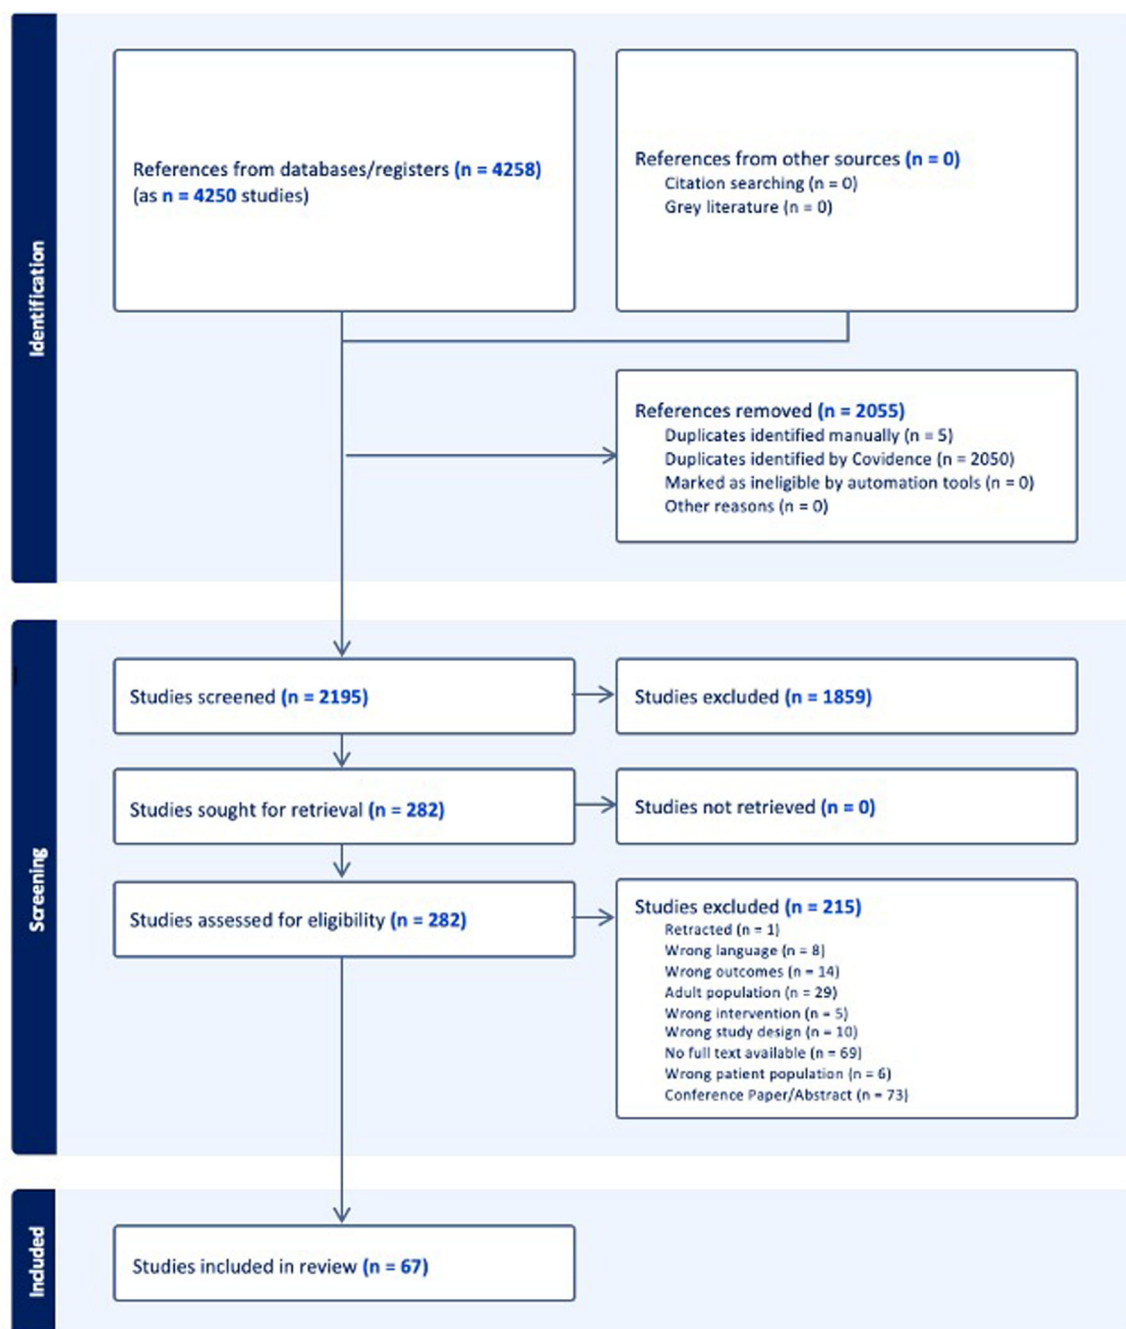 Identification
References from databases/registers (n = 4258)
(as n = 4250 studies)
References from other sources (n = 0)
Citation searching (n = 0)
Grey literature (n = 0)
References removed (n = 2055)
Duplicates identified manually (n = 5)
Duplicates identified by Covidence (n = 2050)
Marked as ineligible by automation tools (n = 0)
Other reasons (n = 0)
Screening
Studies screened (n = 2195)
Studies excluded (n = 1859)
Studies sought for retrieval (n = 282)
Studies not retrieved (n = 0)
Studies assessed for eligibility (n = 282)
Studies excluded (n = 215)
Retracted (n = 1)
Wrong language (n = 8)
Wrong outcomes (n = 14)
Adult population (n = 29)
Wrong intervention (n = 5)
Wrong study design (n = 10)
No full text available (n = 69)
Wrong patient population (n = 6)
Conference Paper/Abstract (n = 73)
Included
Studies included in review (n = 67)